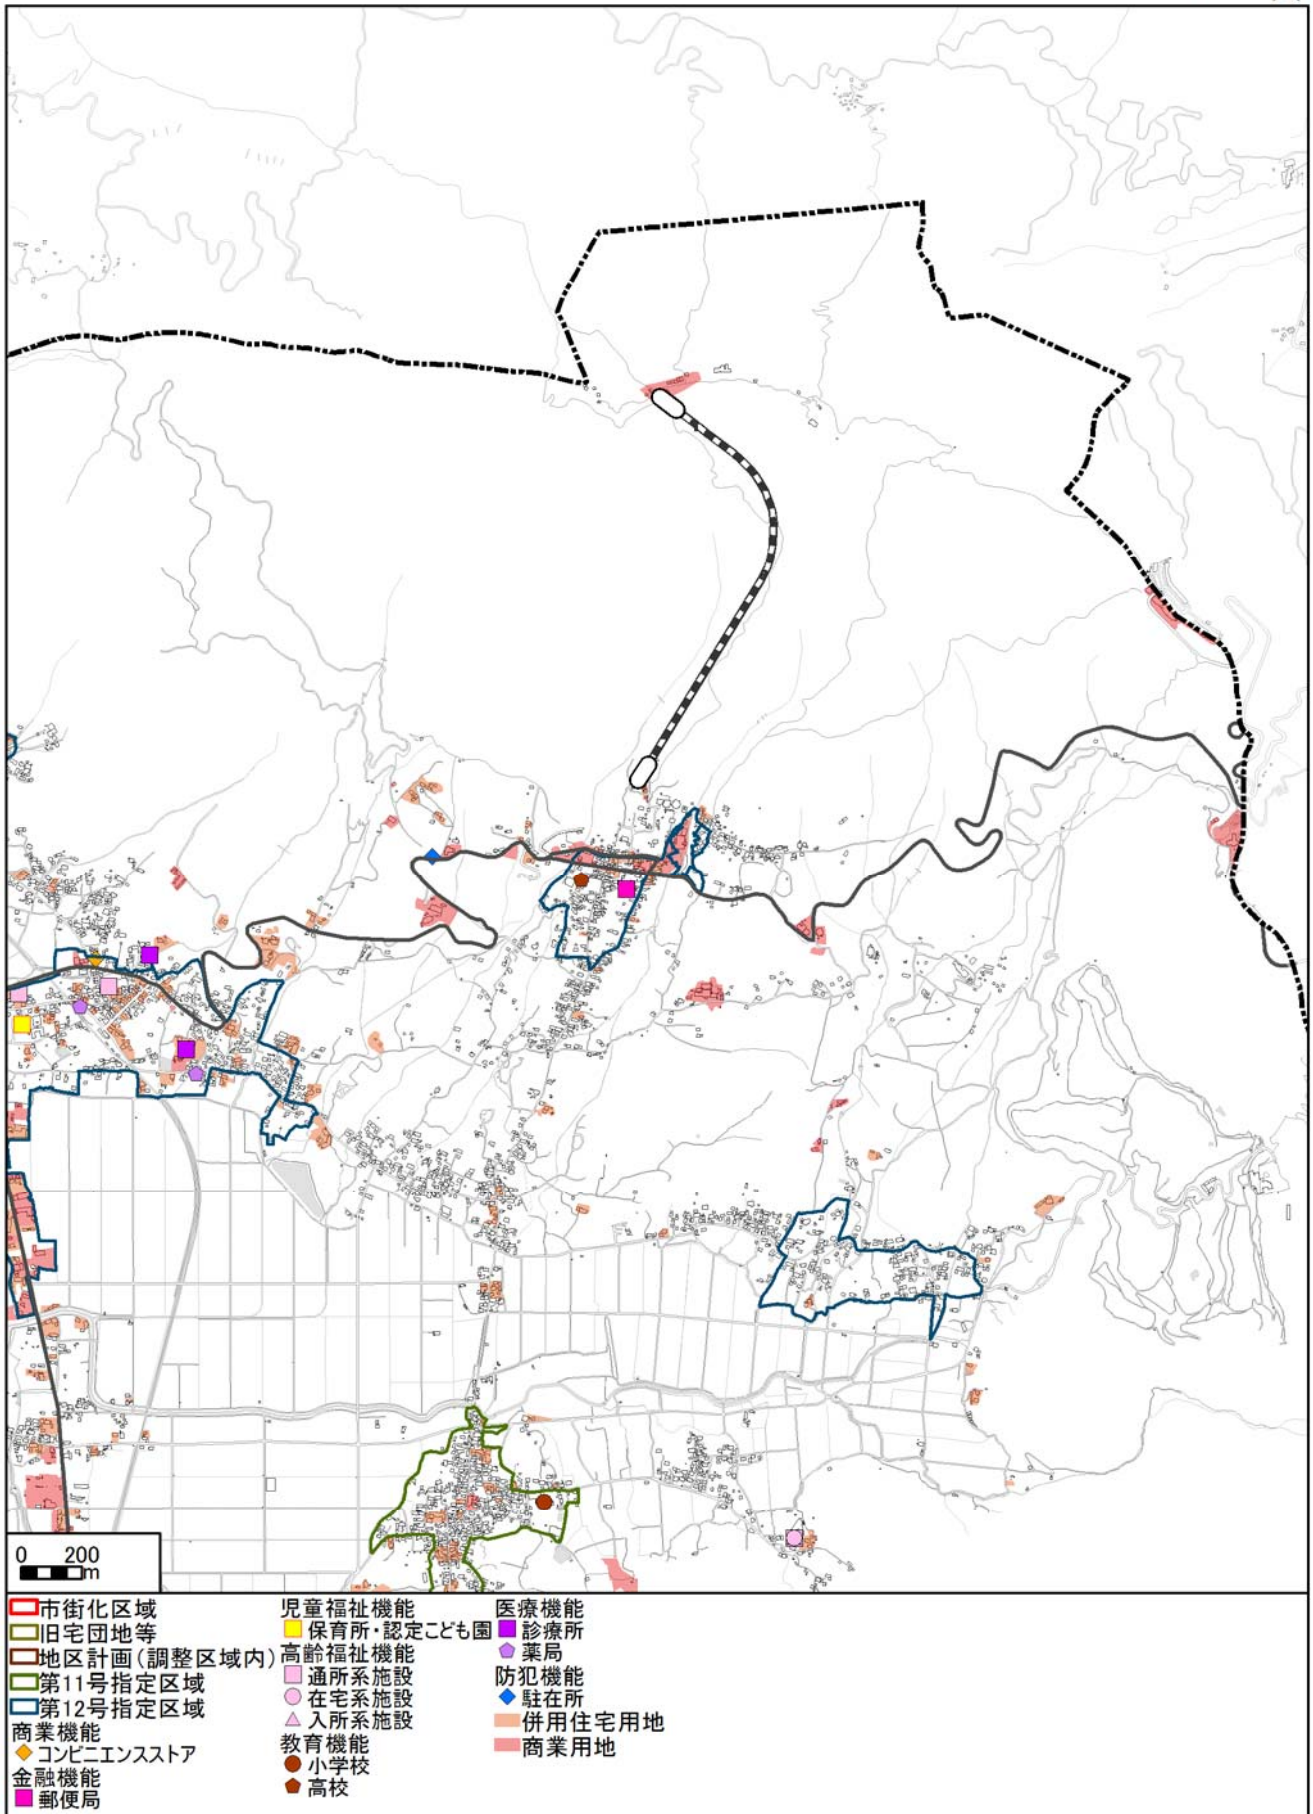 0 200
m
市街化区域
旧宅団地等
地区計画(調整区域内)
第11号指定区域
第12号指定区域
商業機能
コンビニエンスストア
金融機能
郵便局
児童福祉機能
保育所・認定こども園
高齢福祉機能
通所系施設
在宅系施設
入所系施設
教育機能
小学校
高校
医療機能
診療所
薬局
防犯機能
駐在所
併用住宅用地
商業用地